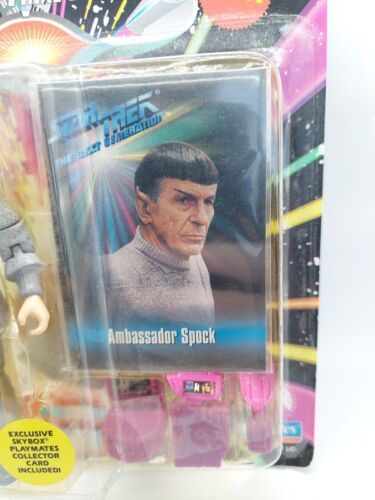 STAR TREK
THE NEXT GENERATION
Ambassador Spock
EXCLUSIVE
SKYBOX®
PLAYMATES
COLLECTOR
CARD
INCLUDED!